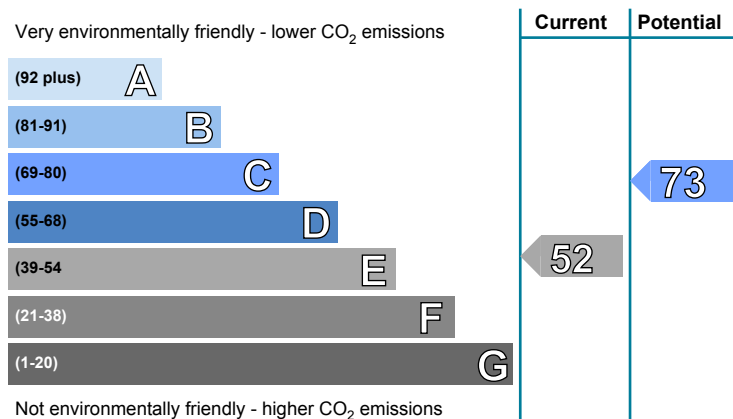 Current Potential
Very environmentally friendly - lower CO₂ emissions
(92 plus) A
(81-91) B
(69-80) C
73
(55-68) D
(39-54 E
52
(21-38) F
(1-20) G
Not environmentally friendly - higher CO₂ emissions